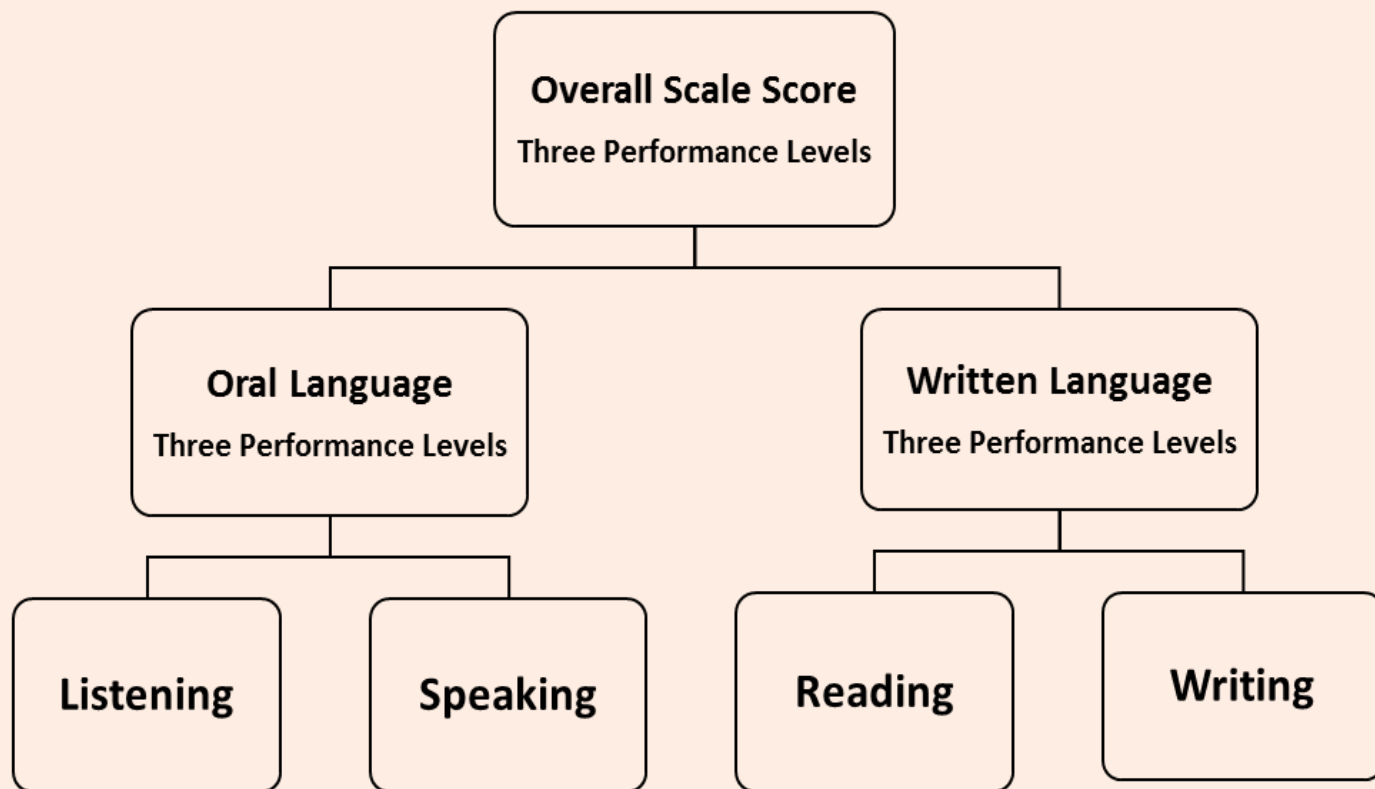 Overall Scale Score
Three Performance Levels
Oral Language
Three Performance Levels
Written Language
Three Performance Levels
Listening
Speaking
Reading
Writing